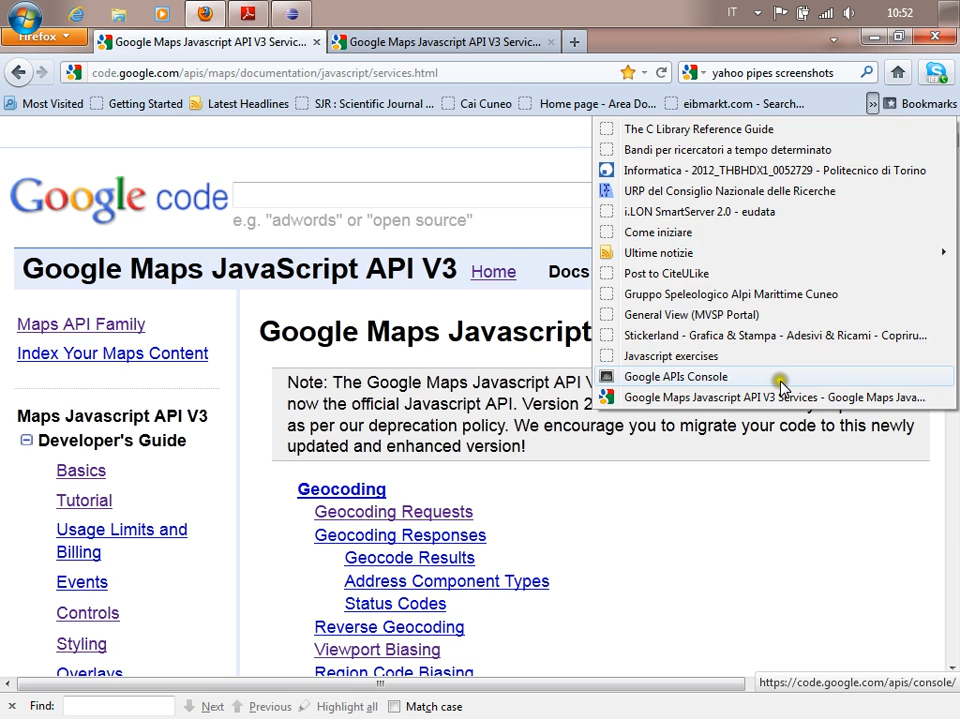 IT
10:52
Firefox
Google Maps Javascript API V3 Servic...
Google Maps Javascript API V3 Servic...
code.google.com/apis/maps/documentation/javascript/services.html
yahoo pipes screenshots
Most Visited
Getting Started
Latest Headlines
SJR : Scientific Journal ...
Cai Cuneo
Home page - Area Do...
eibmarkt.com - Search...
Bookmarks
The C Library Reference Guide
Bandi per ricercatori a tempo determinato
Informatica - 2012_THBHDX1_0052729 - Politecnico di Torino
URP del Consiglio Nazionale delle Ricerche
i.LON SmartServer 2.0 - eudata
Come iniziare
Ultime notizie
Post to CiteULike
Gruppo Speleologico Alpi Marittime Cuneo
General View (MVSP Portal)
Stickerland - Grafica & Stampa - Adesivi & Ricami - Copriru...
Javascript exercises
Google APIs Console
Google Maps Javascript API V3 Services - Google Maps Java...
Google code
e.g. "adwords" or "open source"
Google Maps JavaScript API V3 Home Docs
Maps API Family
Index Your Maps Content
Maps Javascript API V3
Developer's Guide
Basics
Tutorial
Usage Limits and
Billing
Events
Controls
Styling
Overlays
Google Maps Javascript
Note: The Google Maps Javascript API V
now the official Javascript API. Version 2
as per our deprecation policy. We encourage you to migrate your code to this newly
updated and enhanced version!
Geocoding
Geocoding Requests
Geocoding Responses
Geocode Results
Address Component Types
Status Codes
Reverse Geocoding
Viewport Biasing
Region Code Biasing
https://code.google.com/apis/console/
Find:
Next
Previous
Highlight all
Match case